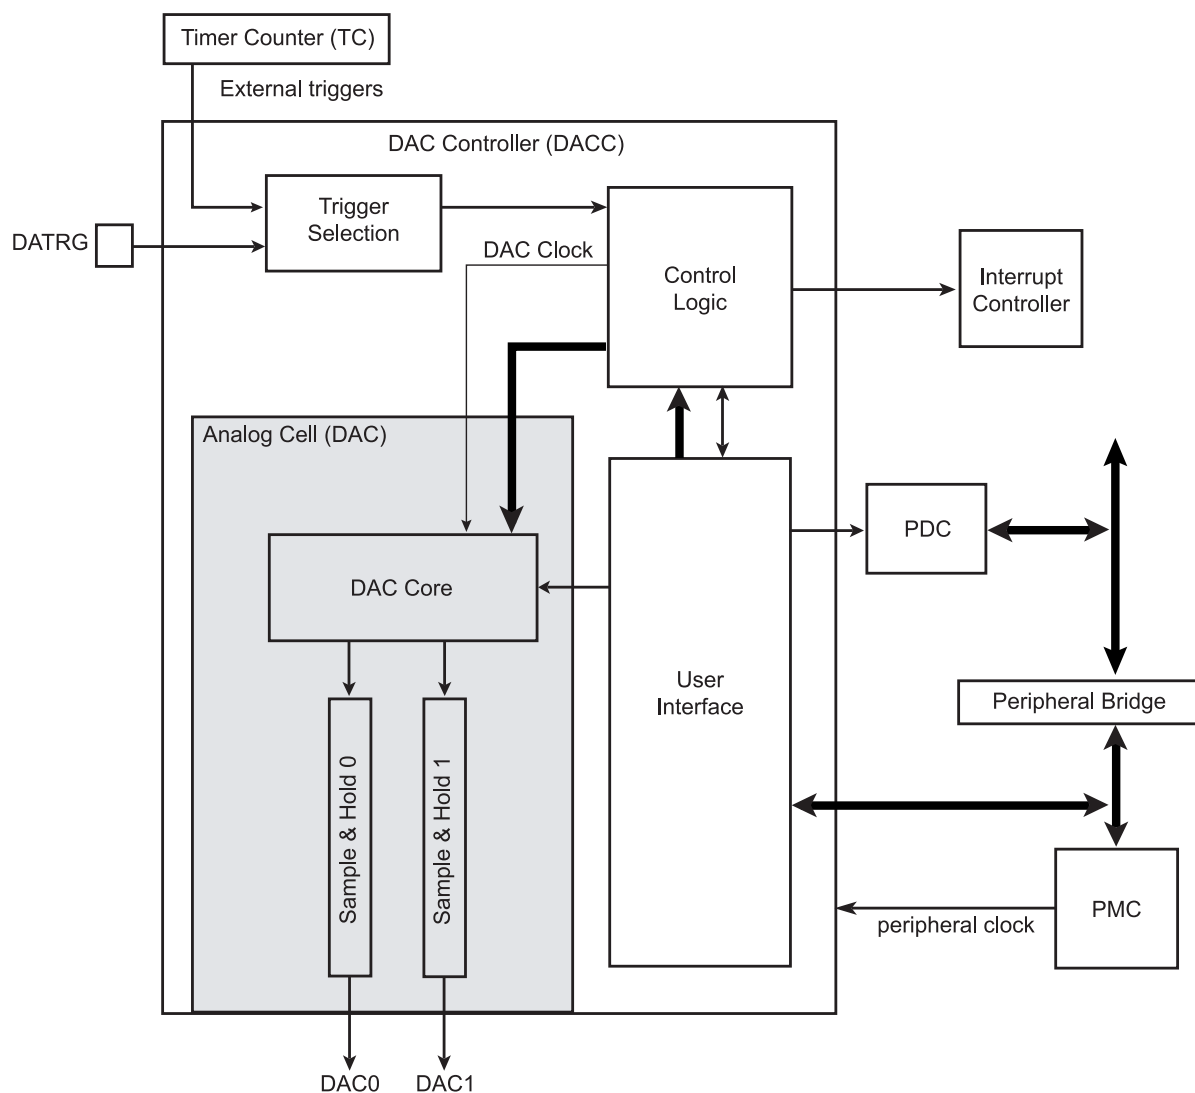 Timer Counter (TC)
External triggers
DAC Controller (DACC)
Trigger
Selection
DATRG
DAC Clock
Control
Logic
Interrupt
Controller
Analog Cell (DAC)
PDC
DAC Core
User
Interface
Peripheral Bridge
Sample & Hold 0
Sample & Hold 1
PMC
peripheral clock
DAC0
DAC1